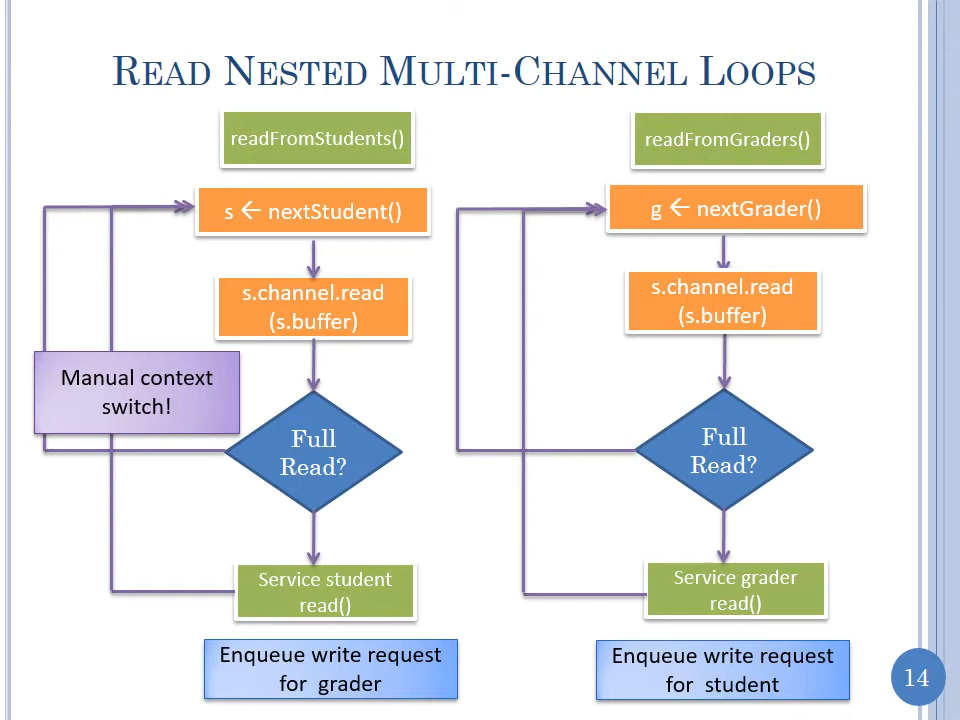 READ NESTED MULTI-CHANNEL LOOPS
readFromStudents()
s ← nextStudent()
s.channel.read
(s.buffer)
Manual context
switch!
Full
Read?
Service student
read()
Enqueue write request
for grader
readFromGraders()
g ← nextGrader()
s.channel.read
(s.buffer)
Full
Read?
Service grader
read()
Enqueue write request
for student
14